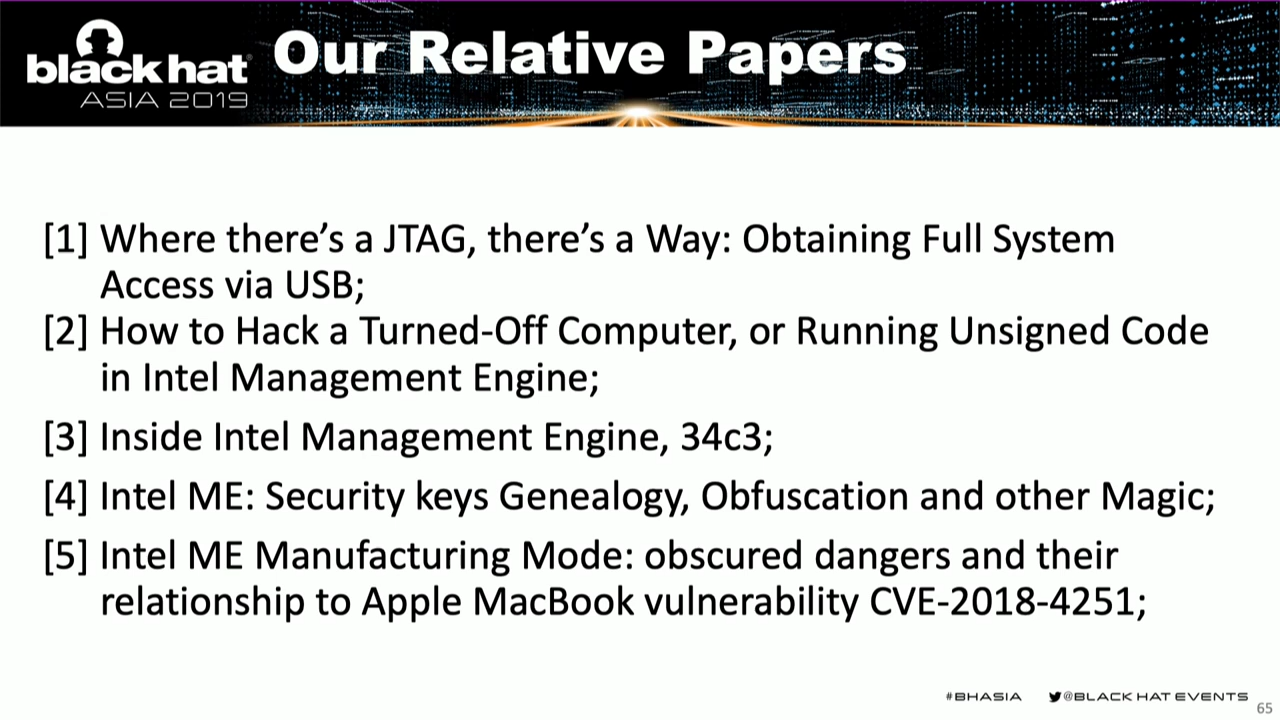 black hat
ASIA 2019
Our Relative Papers
[1] Where there’s a JTAG, there’s a Way: Obtaining Full System
Access via USB;
[2] How to Hack a Turned-Off Computer, or Running Unsigned Code
in Intel Management Engine;
[3] Inside Intel Management Engine, 34c3;
[4] Intel ME: Security keys Genealogy, Obfuscation and other Magic;
[5] Intel ME Manufacturing Mode: obscured dangers and their
relationship to Apple MacBook vulnerability CVE-2018-4251;
#BHASIA @BLACK HAT EVENTS
65